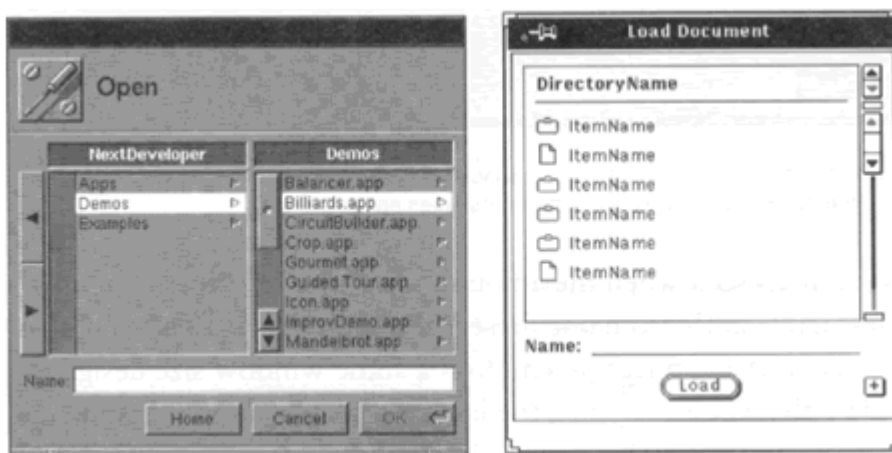 Open
NextDeveloper
Apps
Demos
Examples
Demos
Balancer.app
Billiards.app
CircuitBuilder.app
Crop.app
Gourmet.app
Guided Tour.app
Icon.app
ImprovDemo.app
Mandelbrot.app
Name:
Home
Cancel
OK
Load Document
DirectoryName
ItemName
ItemName
ItemName
ItemName
ItemName
ItemName
Name:
Load